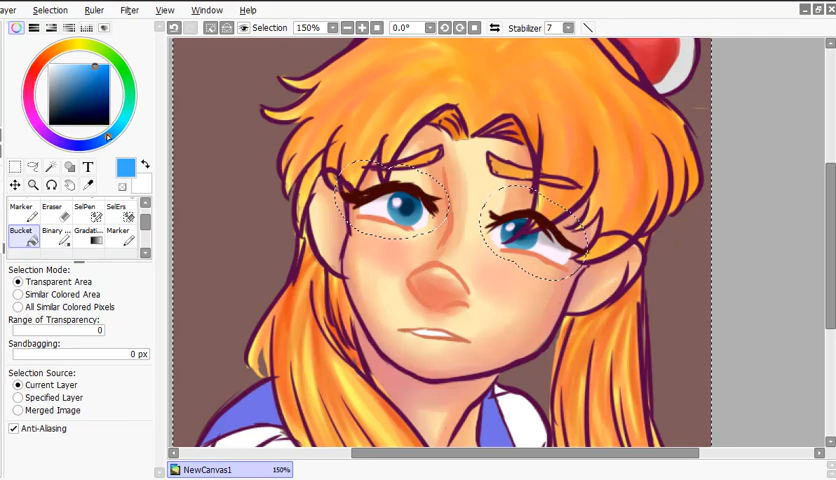 ayer Selection Ruler Filter View Window Help
150% Selection 0.0° Stabilizer 7
T
Marker Eraser SelPen SelErs
Bucket Binary ... Gradati... Marker
Selection Mode:
Transparent Area
Similar Colored Area
All Similar Colored Pixels
Range of Transparency:
0
Sandbagging:
0 px
Selection Source:
Current Layer
Specified Layer
Merged Image
Anti-Aliasing
NewCanvas1 150%